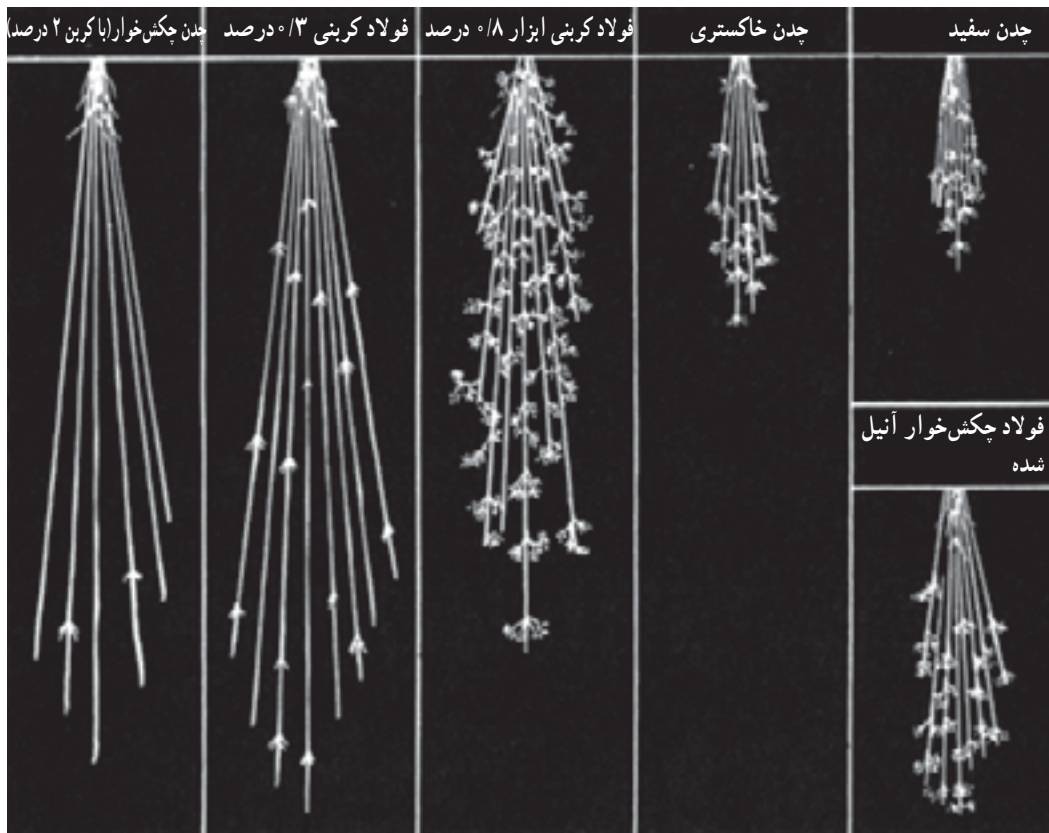 چدن سفید
چدن خاکستری
فولاد کربنی ابزار ۰/۸ درصد
فولاد کربنی ۰/۳ درصد
چدن چکش‌خوار(با کربن ۲ درصد)
فولاد چکش‌خوار آنیل
شده